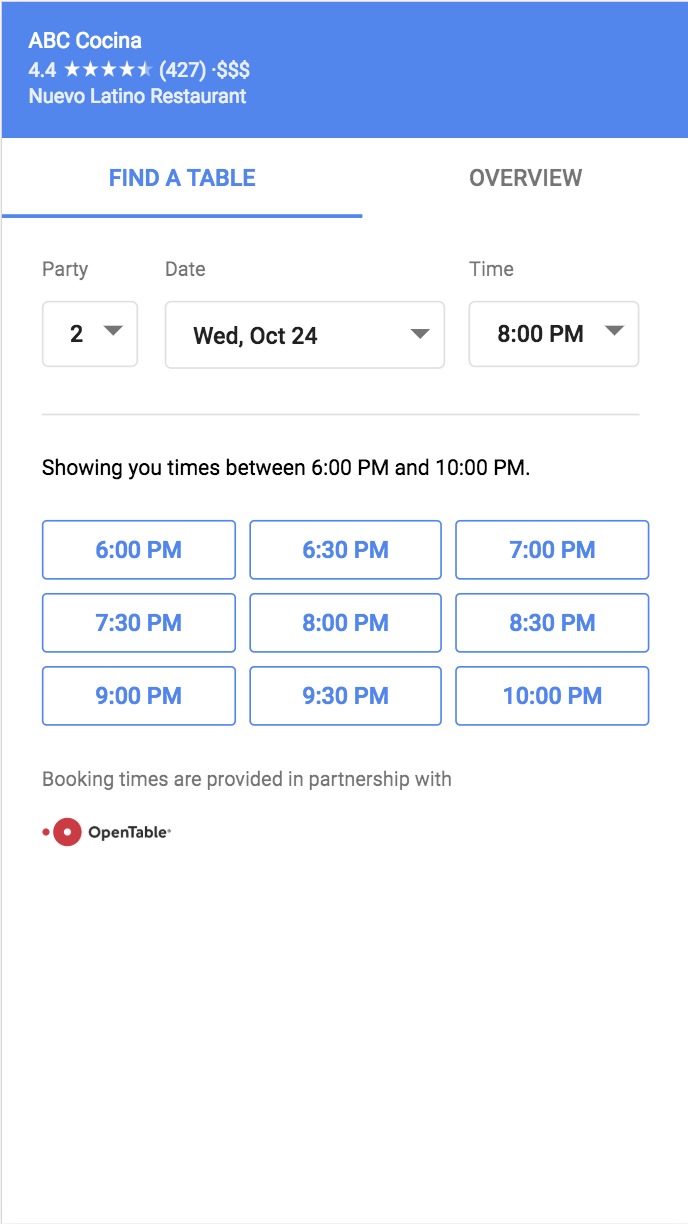 ABC Cocina
4.4 ★★★★⯨ (427) ·$$$
Nuevo Latino Restaurant
FIND A TABLE OVERVIEW
Party Date Time
2 Wed, Oct 24 8:00 PM
Showing you times between 6:00 PM and 10:00 PM.
6:00 PM 6:30 PM 7:00 PM
7:30 PM 8:00 PM 8:30 PM
9:00 PM 9:30 PM 10:00 PM
Booking times are provided in partnership with
OpenTable